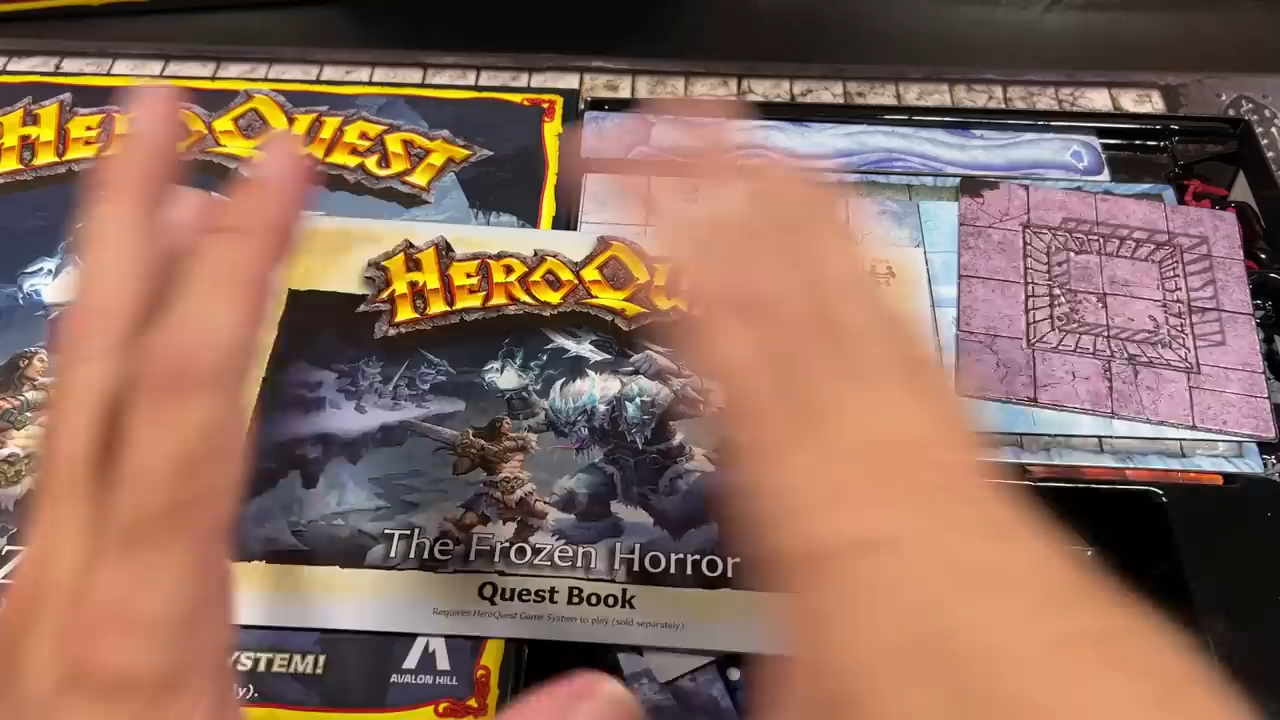 HEROQUEST
HEROQU
The Frozen Horror
Quest Book
Requires HeroQuest Game System to play (sold separately).
YSTEM!
ly).
AVALON HILL